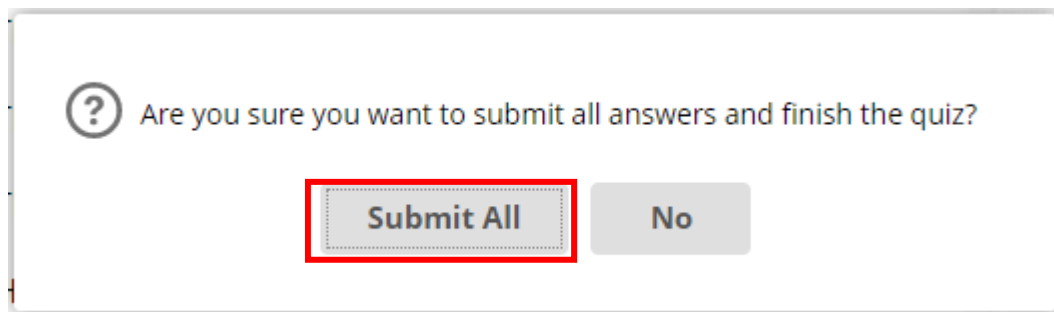 Are you sure you want to submit all answers and finish the quiz?
Submit All No